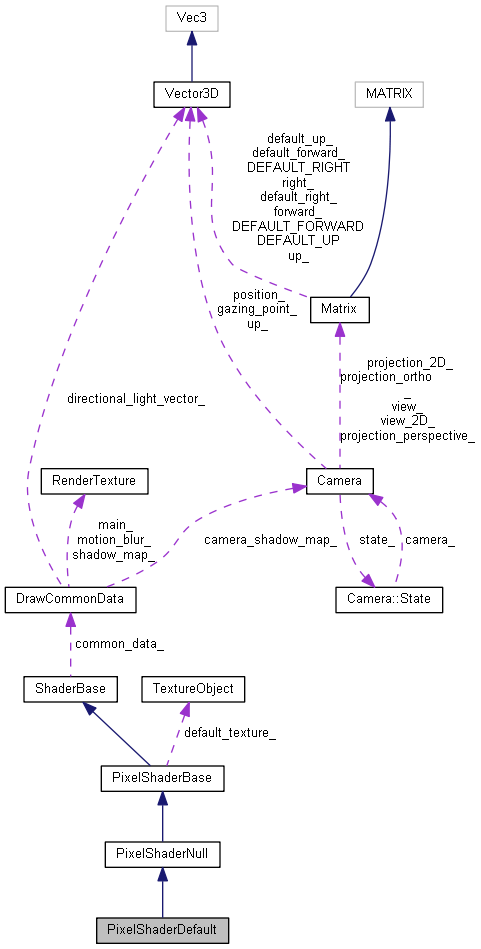 Vec3
Vector3D
MATRIX
default_up_
default_forward_
DEFAULT_RIGHT
right_
default_right_
forward_
DEFAULT_FORWARD
DEFAULT_UP
up_
position_
gazing_point_
up_
Matrix
projection_2D_
projection_ortho
_
view_
view_2D_
projection_perspective_
directional_light_vector_
RenderTexture
Camera
main_
motion_blur_
shadow_map_
camera_shadow_map_
state_
camera_
DrawCommonData
Camera::State
common_data_
ShaderBase
TextureObject
default_texture_
PixelShaderBase
PixelShaderNull
PixelShaderDefault